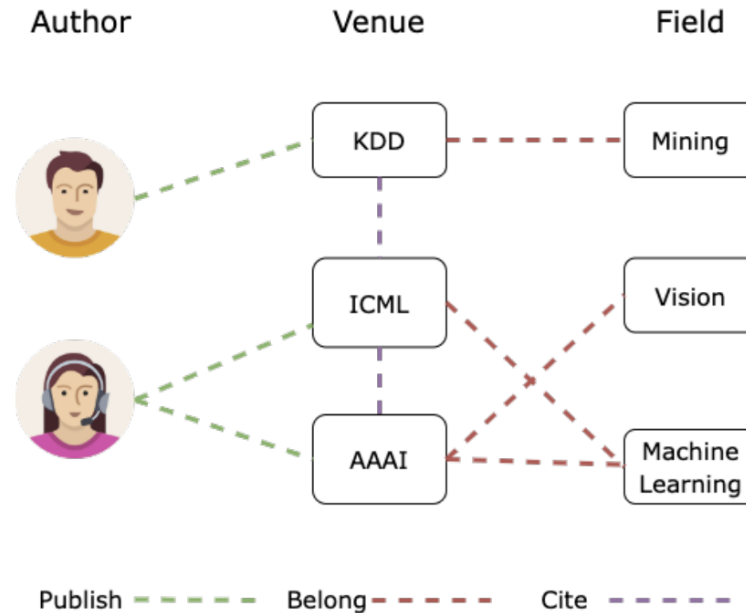 Author Venue Field
KDD Mining
ICML Vision
AAAI Machine
Learning
Publish Belong Cite